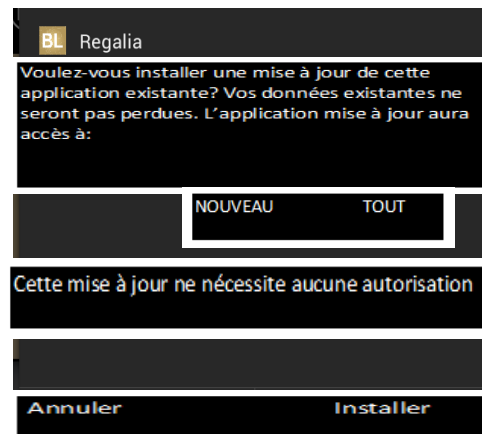 BL Regalia
Voulez-vous installer une mise à jour de cette
application existante? Vos données existantes ne
seront pas perdues. L'application mise à jour aura
accès à:
NOUVEAU TOUT
Cette mise à jour ne nécessite aucune autorisation
Annuler Installer